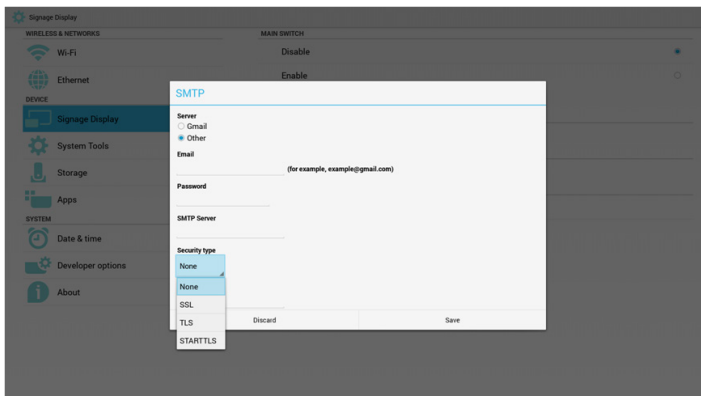 Signage Display
WIRELESS & NETWORKS
MAIN SWITCH
Wi-Fi
Disable
Ethernet
Enable
DEVICE
Signage Display
System Tools
Storage
Apps
SYSTEM
Date & time
Developer options
About
SMTP
Server
Gmail
Other
Email
(for example, example@gmail.com)
Password
SMTP Server
Security type
None
None
SSL
TLS
STARTTLS
Discard
Save